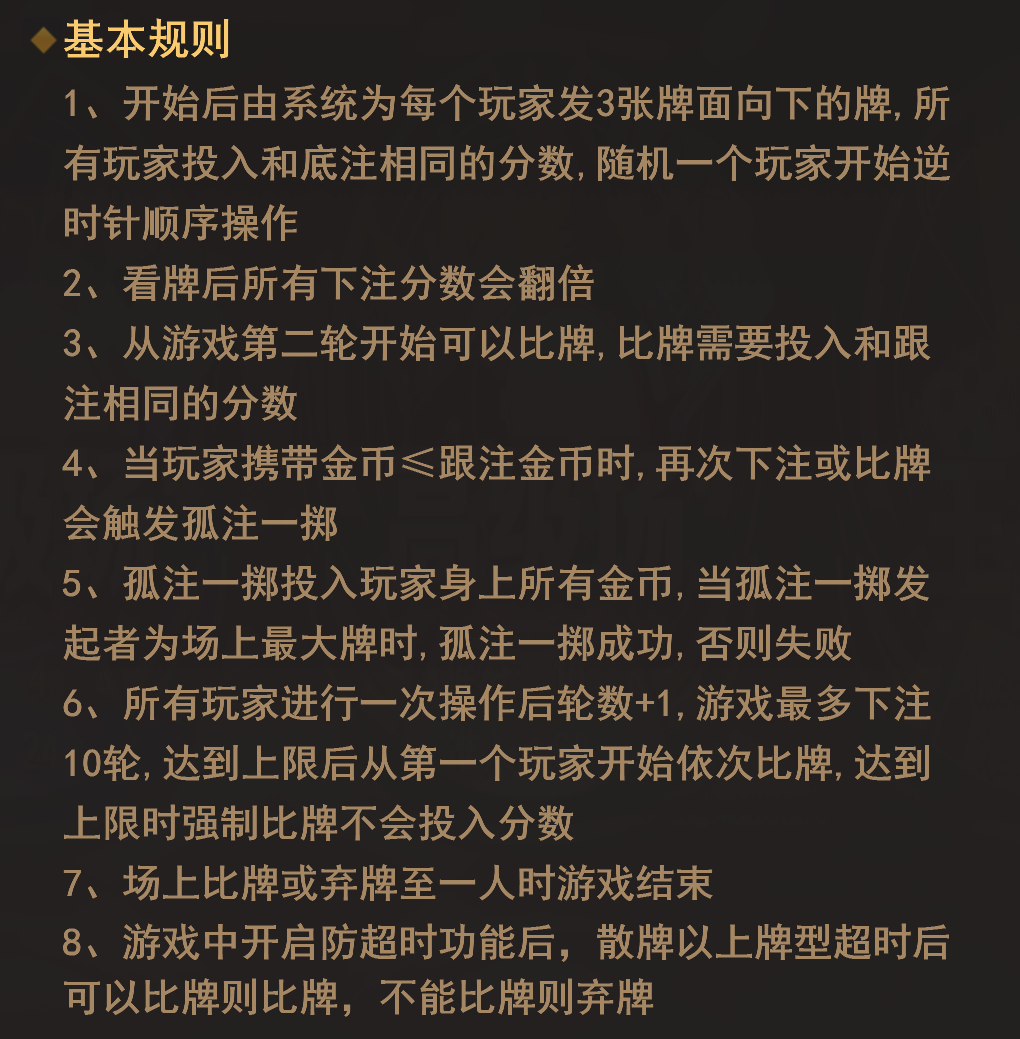 基本规则
1、开始后由系统为每个玩家发3张牌面向下的牌,所
有玩家投入和底注相同的分数,随机一个玩家开始逆
时针顺序操作
2、看牌后所有下注分数会翻倍
3、从游戏第二轮开始可以比牌,比牌需要投入和跟
注相同的分数
4、当玩家携带金币≤跟注金币时,再次下注或比牌
会触发孤注一掷
5、孤注一掷投入玩家身上所有金币,当孤注一掷发
起者为场上最大牌时,孤注一掷成功,否则失败
6、所有玩家进行一次操作后轮数+1,游戏最多下注
10轮,达到上限后从第一个玩家开始依次比牌,达到
上限时强制比牌不会投入分数
7、场上比牌或弃牌至一人时游戏结束
8、游戏中开启防超时功能后，散牌以上牌型超时后
可以比牌则比牌，不能比牌则弃牌